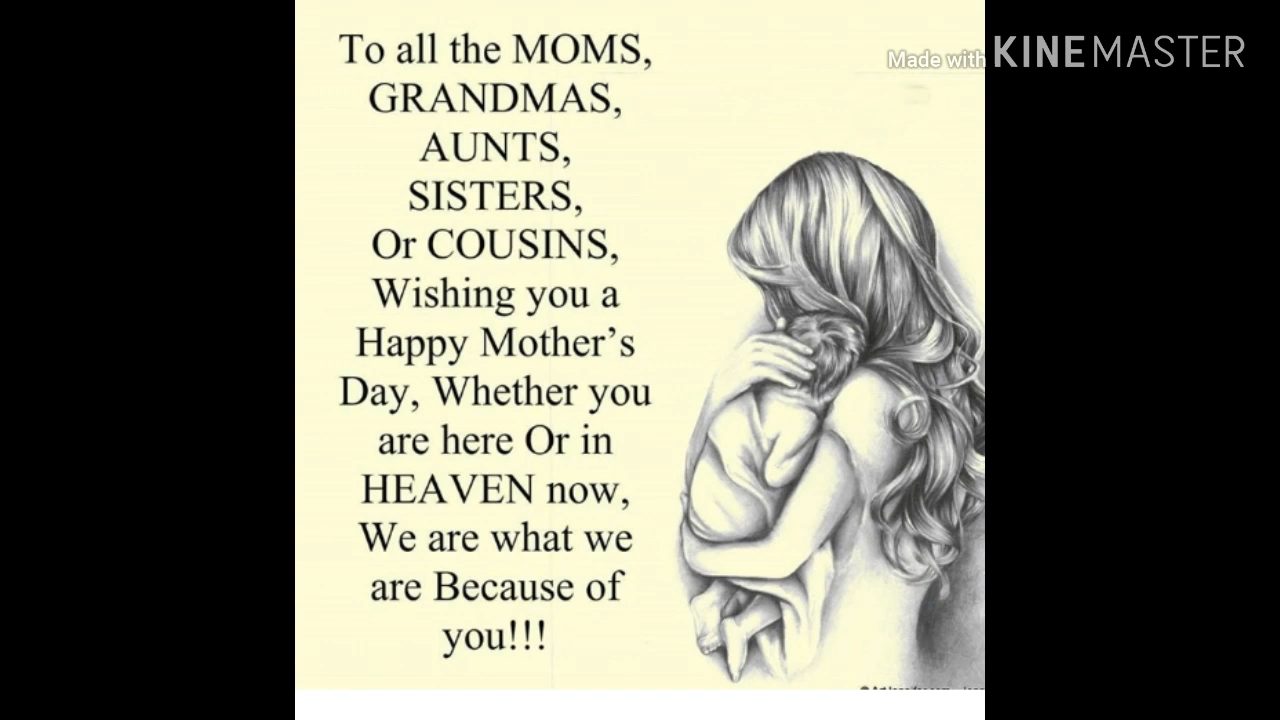 To all the MOMS,
GRANDMAS,
AUNTS,
SISTERS,
Or COUSINS,
Wishing you a
Happy Mother’s
Day, Whether you
are here Or in
HEAVEN now,
We are what we
are Because of
you!!!
Made with KINEMASTER